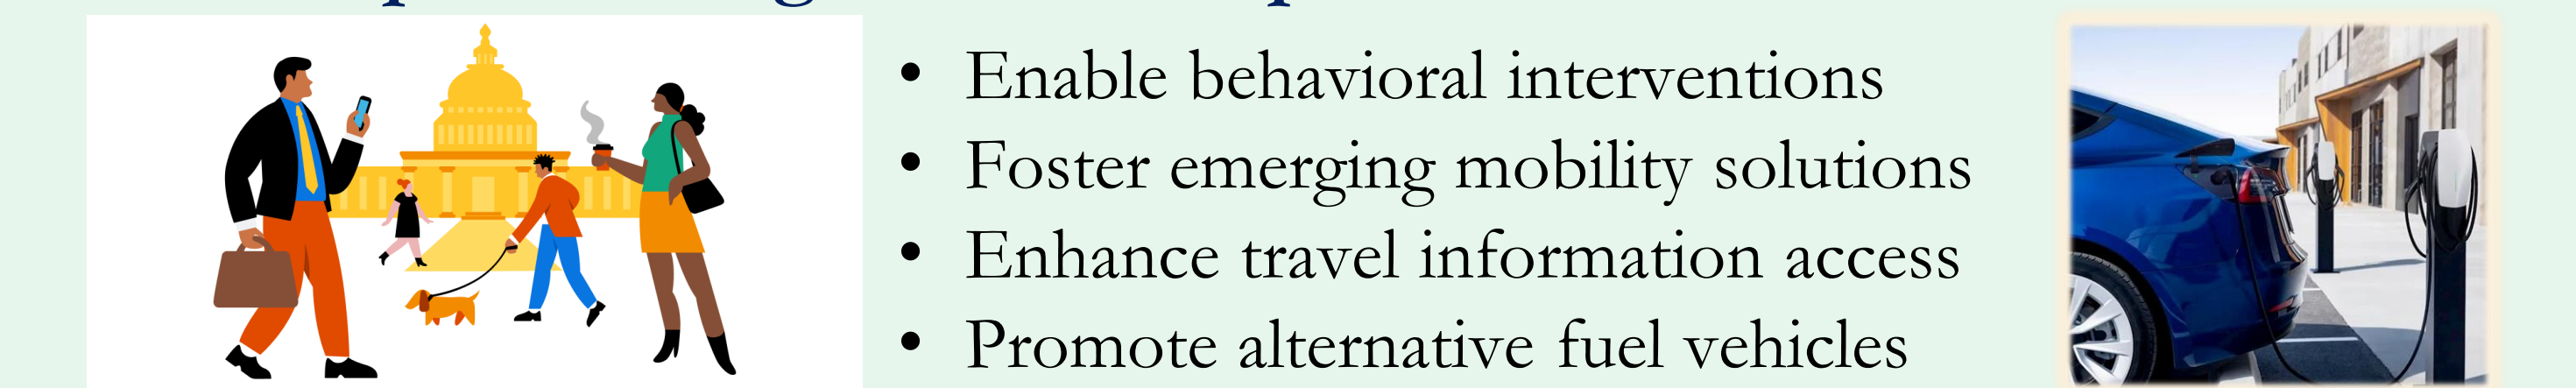 • Enable behavioral interventions
• Foster emerging mobility solutions
• Enhance travel information access
• Promote alternative fuel vehicles